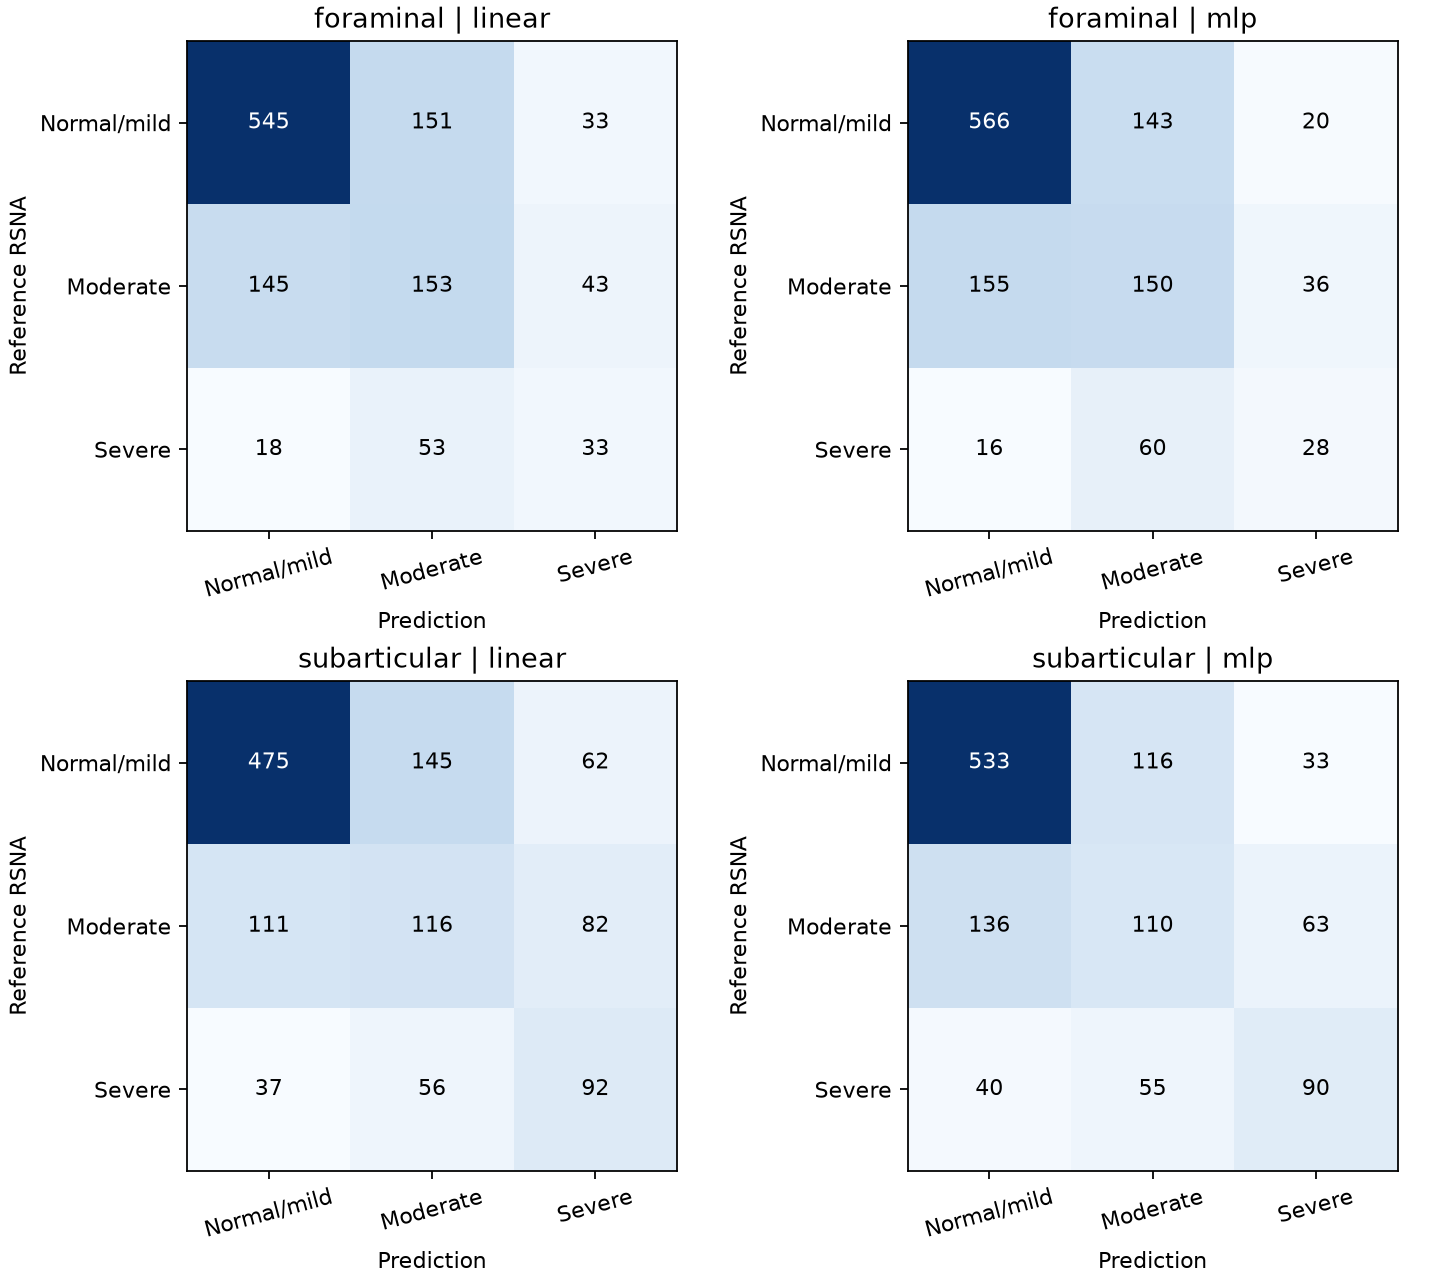 foraminal | linear
Normal/mild 545 151 33
Moderate 145 153 43
Severe 18 53 33
Reference RSNA
Normal/mild Moderate Severe
Prediction
foraminal | mlp
Normal/mild 566 143 20
Moderate 155 150 36
Severe 16 60 28
Reference RSNA
Normal/mild Moderate Severe
Prediction
subarticular | linear
Normal/mild 475 145 62
Moderate 111 116 82
Severe 37 56 92
Reference RSNA
Normal/mild Moderate Severe
Prediction
subarticular | mlp
Normal/mild 533 116 33
Moderate 136 110 63
Severe 40 55 90
Reference RSNA
Normal/mild Moderate Severe
Prediction